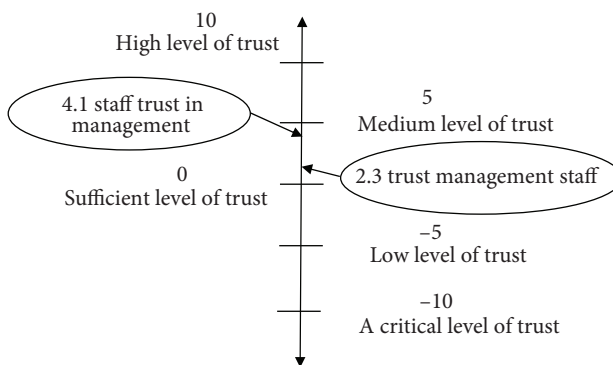 10
High level of trust
4.1 staff trust in
management
5
Medium level of trust
0
Sufficient level of trust
2.3 trust management staff
–5
Low level of trust
–10
A critical level of trust